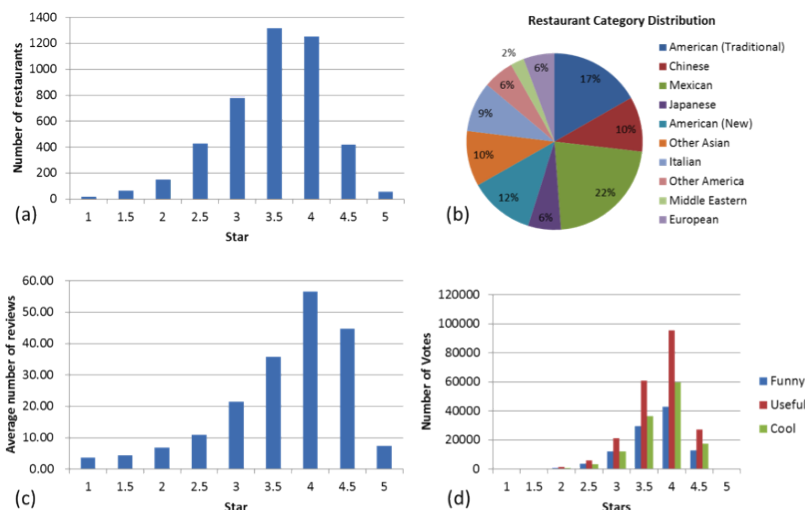 1400
1200
1000
800
600
400
200
0
Number of restaurants
1 1.5 2 2.5 3 3.5 4 4.5 5
Star
(a)
Restaurant Category Distribution
17%
10%
22%
6%
12%
10%
9%
6%
2%
6%
American (Traditional)
Chinese
Mexican
Japanese
American (New)
Other Asian
Italian
Other America
Middle Eastern
European
(b)
60.00
50.00
40.00
30.00
20.00
10.00
0.00
Average number of reviews
1 1.5 2 2.5 3 3.5 4 4.5 5
Star
(c)
120000
100000
80000
60000
40000
20000
0
Number of Votes
1 1.5 2 2.5 3 3.5 4 4.5 5
Stars
Funny
Useful
Cool
(d)